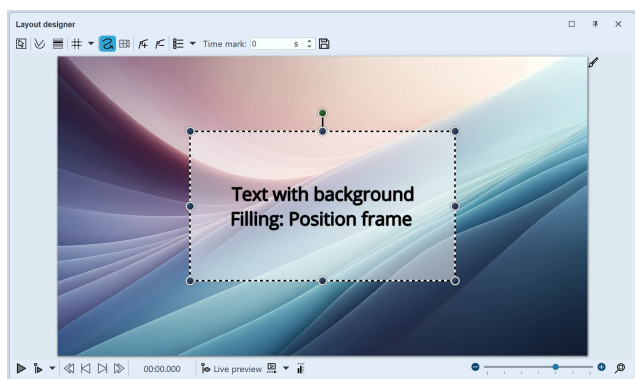 Layout designer
Time mark: 0 s
Text with background
Filling: Position frame
00:00.000 Live preview